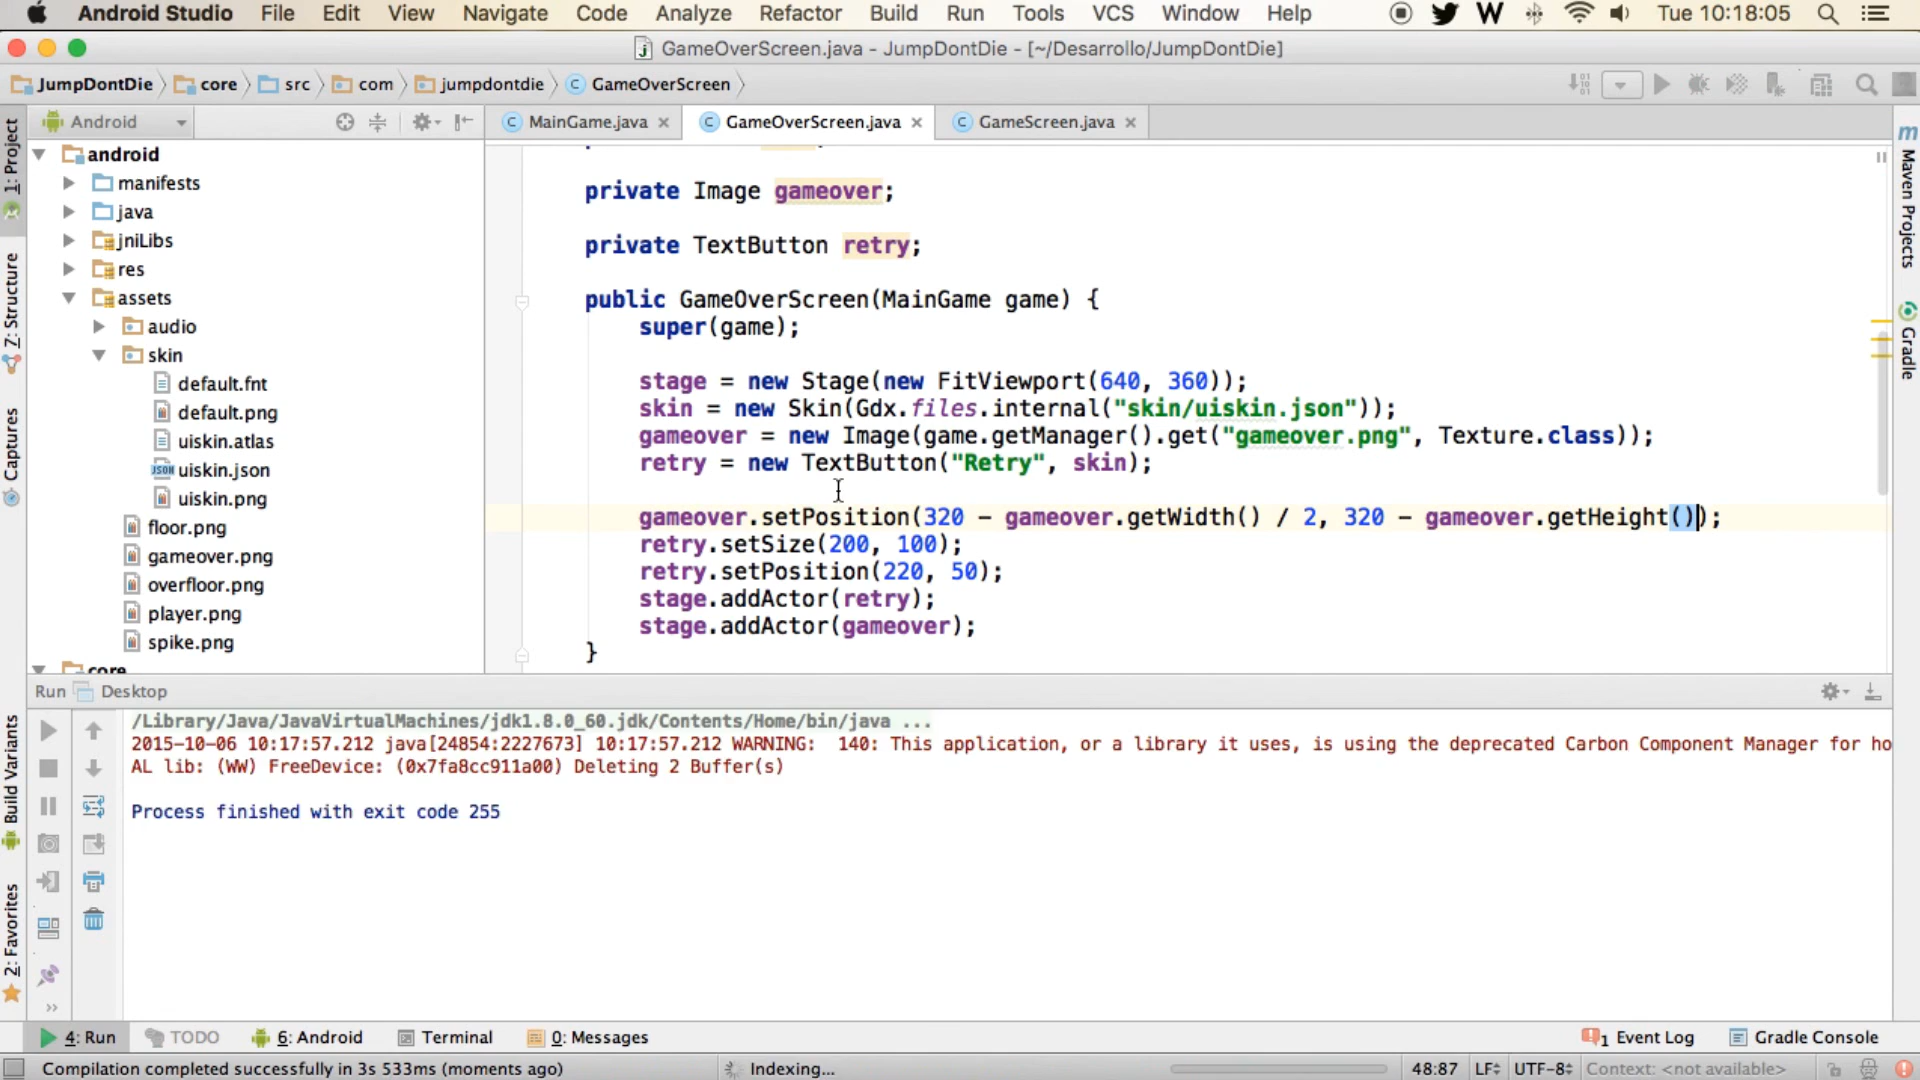 Android Studio File Edit View Navigate Code Analyze Refactor Build Run Tools VCS Window Help W Tue 10:18:05
GameOverScreen.java - JumpDontDie - [~/Desarrollo/JumpDontDie]
JumpDontDie core src com jumpdontdie GameOverScreen
Android
MainGame.java GameOverScreen.java GameScreen.java
android
manifests
java
jniLibs
res
assets
audio
skin
default.fnt
default.png
uiskin.atlas
uiskin.json
uiskin.png
floor.png
gameover.png
overfloor.png
player.png
spike.png
core
private Image gameover;
private TextButton retry;
public GameOverScreen(MainGame game) {
super(game);
stage = new Stage(new FitViewport(640, 360));
skin = new Skin(Gdx.files.internal("skin/uiskin.json"));
gameover = new Image(game.getManager().get("gameover.png", Texture.class));
retry = new TextButton("Retry", skin);
gameover.setPosition(320 - gameover.getWidth() / 2, 320 - gameover.getHeight());
retry.setSize(200, 100);
retry.setPosition(220, 50);
stage.addActor(retry);
stage.addActor(gameover);
}
1: Project
Z: Structure
Captures
Build Variants
2: Favorites
Maven Projects
Gradle
Run Desktop
/Library/Java/JavaVirtualMachines/jdk1.8.0_60.jdk/Contents/Home/bin/java ...
2015-10-06 10:17:57.212 java[24854:2227673] 10:17:57.212 WARNING:  140: This application, or a library it uses, is using the deprecated Carbon Component Manager for ho
AL lib: (WW) FreeDevice: (0x7fa8cc911a00) Deleting 2 Buffer(s)
Process finished with exit code 255
4: Run TODO 6: Android Terminal 0: Messages 1 Event Log Gradle Console
Compilation completed successfully in 3s 533ms (moments ago) Indexing... 48:87 LF UTF-8 Context: <not available>